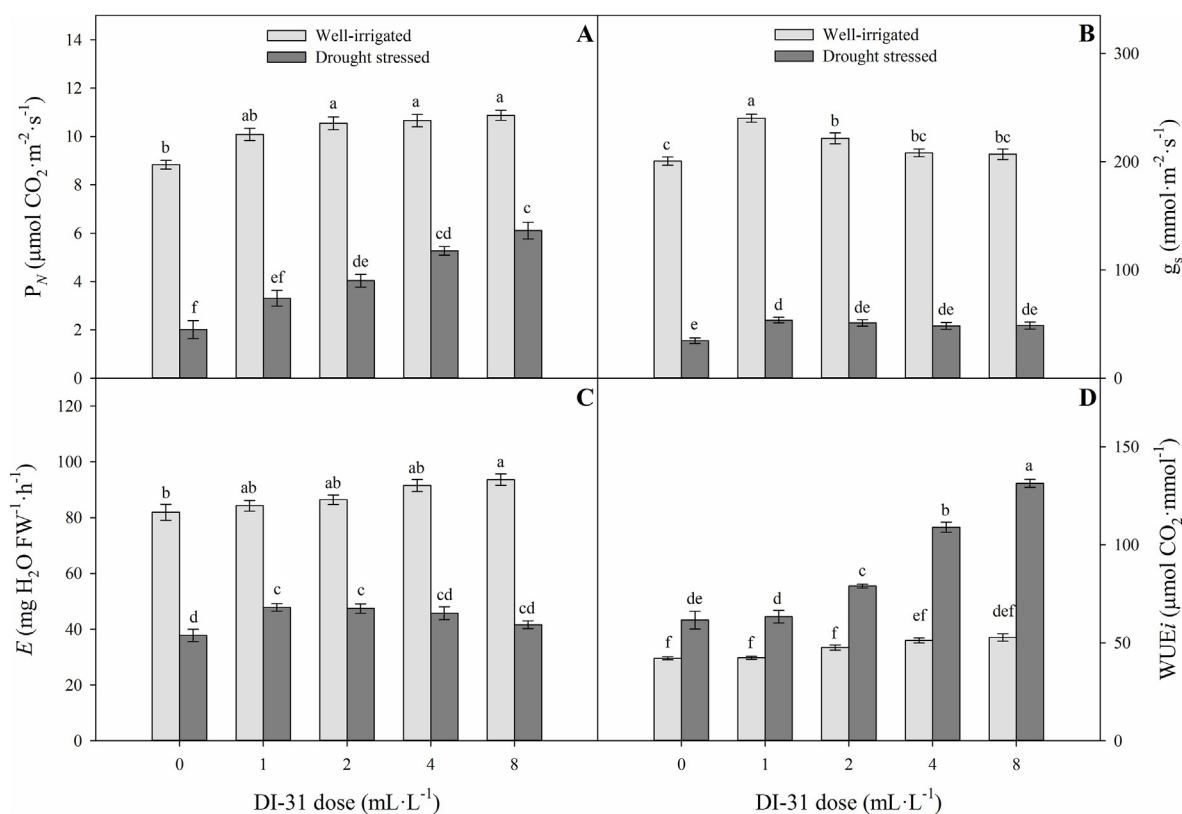 Well-irrigated
Drought stressed
A
14
12
10
8
6
4
2
0
P_N (μmol CO₂·m⁻²·s⁻¹)
b
ab
a
a
a
f
ef
de
cd
c
Well-irrigated
Drought stressed
B
300
200
100
0
g_s (mmol·m⁻²·s⁻¹)
c
a
b
bc
bc
e
d
de
de
de
C
120
100
80
60
40
20
0
E (mg H₂O FW⁻¹·h⁻¹)
b
ab
ab
ab
a
d
c
c
cd
cd
0 1 2 4 8
DI-31 dose (mL·L⁻¹)
D
150
100
50
0
WUEi (μmol CO₂·mmol⁻¹)
f
f
f
ef
def
de
d
c
b
a
0 1 2 4 8
DI-31 dose (mL·L⁻¹)